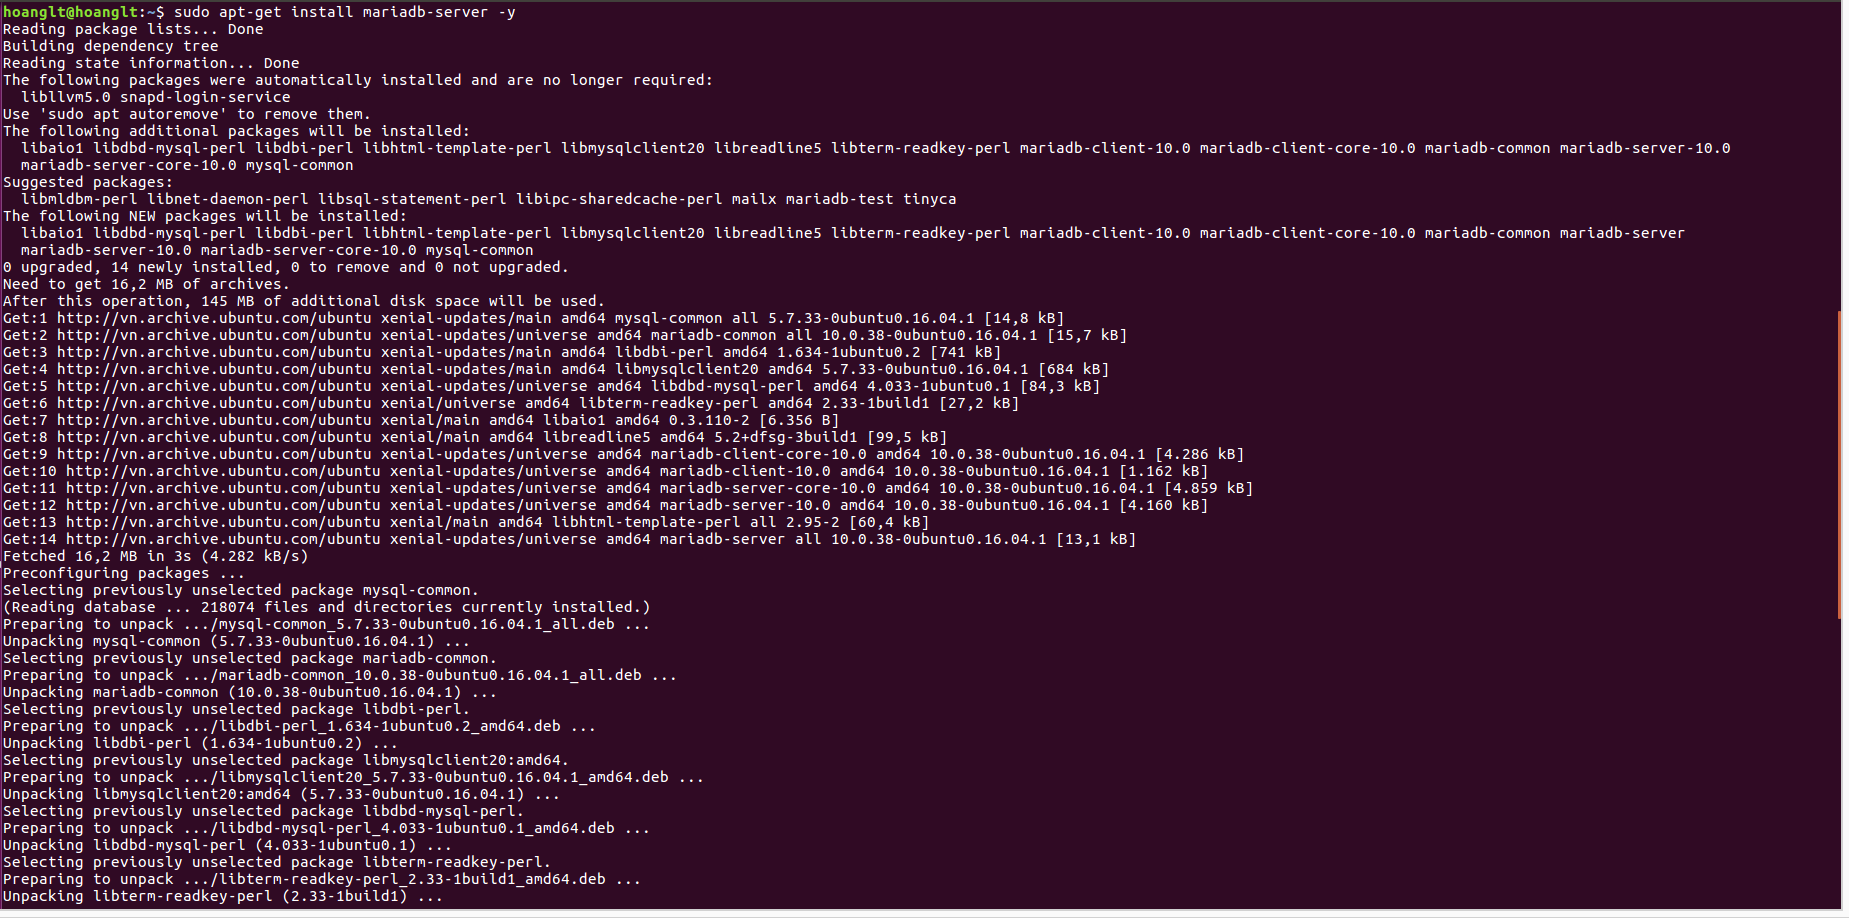 hoanglt@hoanglt:~$ sudo apt-get install mariadb-server -y
Reading package lists... Done
Building dependency tree
Reading state information... Done
The following packages were automatically installed and are no longer required:
  libllvm5.0 snapd-login-service
Use 'sudo apt autoremove' to remove them.
The following additional packages will be installed:
  libaio1 libdbd-mysql-perl libdbi-perl libhtml-template-perl libmysqlclient20 libreadline5 libterm-readkey-perl mariadb-client-10.0 mariadb-client-core-10.0 mariadb-common mariadb-server-10.0
  mariadb-server-core-10.0 mysql-common
Suggested packages:
  libmldbm-perl libnet-daemon-perl libsql-statement-perl libipc-sharedcache-perl mailx mariadb-test tinyca
The following NEW packages will be installed:
  libaio1 libdbd-mysql-perl libdbi-perl libhtml-template-perl libmysqlclient20 libreadline5 libterm-readkey-perl mariadb-client-10.0 mariadb-client-core-10.0 mariadb-common mariadb-server
  mariadb-server-10.0 mariadb-server-core-10.0 mysql-common
0 upgraded, 14 newly installed, 0 to remove and 0 not upgraded.
Need to get 16,2 MB of archives.
After this operation, 145 MB of additional disk space will be used.
Get:1 http://vn.archive.ubuntu.com/ubuntu xenial-updates/main amd64 mysql-common all 5.7.33-0ubuntu0.16.04.1 [14,8 kB]
Get:2 http://vn.archive.ubuntu.com/ubuntu xenial-updates/universe amd64 mariadb-common all 10.0.38-0ubuntu0.16.04.1 [15,7 kB]
Get:3 http://vn.archive.ubuntu.com/ubuntu xenial-updates/main amd64 libdbi-perl amd64 1.634-1ubuntu0.2 [741 kB]
Get:4 http://vn.archive.ubuntu.com/ubuntu xenial-updates/main amd64 libmysqlclient20 amd64 5.7.33-0ubuntu0.16.04.1 [684 kB]
Get:5 http://vn.archive.ubuntu.com/ubuntu xenial-updates/universe amd64 libdbd-mysql-perl amd64 4.033-1ubuntu0.1 [84,3 kB]
Get:6 http://vn.archive.ubuntu.com/ubuntu xenial/universe amd64 libterm-readkey-perl amd64 2.33-1build1 [27,2 kB]
Get:7 http://vn.archive.ubuntu.com/ubuntu xenial/main amd64 libaio1 amd64 0.3.110-2 [6.356 B]
Get:8 http://vn.archive.ubuntu.com/ubuntu xenial/main amd64 libreadline5 amd64 5.2+dfsg-3build1 [99,5 kB]
Get:9 http://vn.archive.ubuntu.com/ubuntu xenial-updates/universe amd64 mariadb-client-core-10.0 amd64 10.0.38-0ubuntu0.16.04.1 [4.286 kB]
Get:10 http://vn.archive.ubuntu.com/ubuntu xenial-updates/universe amd64 mariadb-client-10.0 amd64 10.0.38-0ubuntu0.16.04.1 [1.162 kB]
Get:11 http://vn.archive.ubuntu.com/ubuntu xenial-updates/universe amd64 mariadb-server-core-10.0 amd64 10.0.38-0ubuntu0.16.04.1 [4.859 kB]
Get:12 http://vn.archive.ubuntu.com/ubuntu xenial-updates/universe amd64 mariadb-server-10.0 amd64 10.0.38-0ubuntu0.16.04.1 [4.160 kB]
Get:13 http://vn.archive.ubuntu.com/ubuntu xenial/main amd64 libhtml-template-perl all 2.95-2 [60,4 kB]
Get:14 http://vn.archive.ubuntu.com/ubuntu xenial-updates/universe amd64 mariadb-server all 10.0.38-0ubuntu0.16.04.1 [13,1 kB]
Fetched 16,2 MB in 3s (4.282 kB/s)
Preconfiguring packages ...
Selecting previously unselected package mysql-common.
(Reading database ... 218074 files and directories currently installed.)
Preparing to unpack .../mysql-common_5.7.33-0ubuntu0.16.04.1_all.deb ...
Unpacking mysql-common (5.7.33-0ubuntu0.16.04.1) ...
Selecting previously unselected package mariadb-common.
Preparing to unpack .../mariadb-common_10.0.38-0ubuntu0.16.04.1_all.deb ...
Unpacking mariadb-common (10.0.38-0ubuntu0.16.04.1) ...
Selecting previously unselected package libdbi-perl.
Preparing to unpack .../libdbi-perl_1.634-1ubuntu0.2_amd64.deb ...
Unpacking libdbi-perl (1.634-1ubuntu0.2) ...
Selecting previously unselected package libmysqlclient20:amd64.
Preparing to unpack .../libmysqlclient20_5.7.33-0ubuntu0.16.04.1_amd64.deb ...
Unpacking libmysqlclient20:amd64 (5.7.33-0ubuntu0.16.04.1) ...
Selecting previously unselected package libdbd-mysql-perl.
Preparing to unpack .../libdbd-mysql-perl_4.033-1ubuntu0.1_amd64.deb ...
Unpacking libdbd-mysql-perl (4.033-1ubuntu0.1) ...
Selecting previously unselected package libterm-readkey-perl.
Preparing to unpack .../libterm-readkey-perl_2.33-1build1_amd64.deb ...
Unpacking libterm-readkey-perl (2.33-1build1) ...